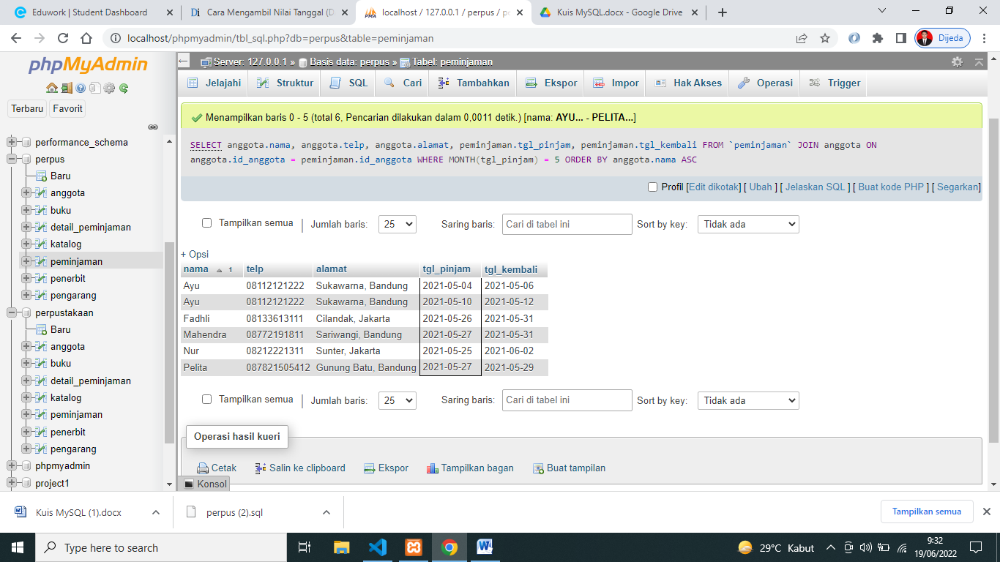 Eduwork | Student Dashboard
Cara Mengambil Nilai Tanggal (D
localhost / 127.0.0.1 / perpus / pe
Kuis MySQL.docx - Google Drive
localhost/phpmyadmin/tbl_sql.php?db=perpus&table=peminjaman
Dijeda
phpMyAdmin
Terbaru
Favorit
performance_schema
perpus
Baru
anggota
buku
detail_peminjaman
katalog
peminjaman
penerbit
pengarang
perpustakaan
Baru
anggota
buku
detail_peminjaman
katalog
peminjaman
penerbit
pengarang
phpmyadmin
project1
Server: 127.0.0.1 » Basis data: perpus » Tabel: peminjaman
Jelajahi
Struktur
SQL
Cari
Tambahkan
Ekspor
Impor
Hak Akses
Operasi
Trigger
Menampilkan baris 0 - 5 (total 6, Pencarian dilakukan dalam 0,0011 detik.) [nama: AYU... - PELITA...]
SELECT anggota.nama, anggota.telp, anggota.alamat, peminjaman.tgl_pinjam, peminjaman.tgl_kembali FROM `peminjaman` JOIN anggota ON
anggota.id_anggota = peminjaman.id_anggota WHERE MONTH(tgl_pinjam) = 5 ORDER BY anggota.nama ASC
Profil [Edit dikotak] [ Ubah ] [ Jelaskan SQL ] [ Buat kode PHP ] [ Segarkan]
Tampilkan semua | Jumlah baris: 25 Saring baris: Cari di tabel ini Sort by key: Tidak ada
+ Opsi
nama 1 telp alamat tgl_pinjam tgl_kembali
Ayu 08112121222 Sukawarna, Bandung 2021-05-04 2021-05-06
Ayu 08112121222 Sukawarna, Bandung 2021-05-10 2021-05-12
Fadhli 08133613111 Cilandak, Jakarta 2021-05-26 2021-05-31
Mahendra 08772191811 Sariwangi, Bandung 2021-05-27 2021-05-31
Nur 08212221311 Sunter, Jakarta 2021-05-25 2021-06-02
Pelita 087821505412 Gunung Batu, Bandung 2021-05-27 2021-05-29
Tampilkan semua | Jumlah baris: 25 Saring baris: Cari di tabel ini Sort by key: Tidak ada
Operasi hasil kueri
Cetak
Salin ke clipboard
Ekspor
Tampilkan bagan
Buat tampilan
Konsol
Kuis MySQL (1).docx
perpus (2).sql
Tampilkan semua
Type here to search
29°C Kabut
9:32
19/06/2022